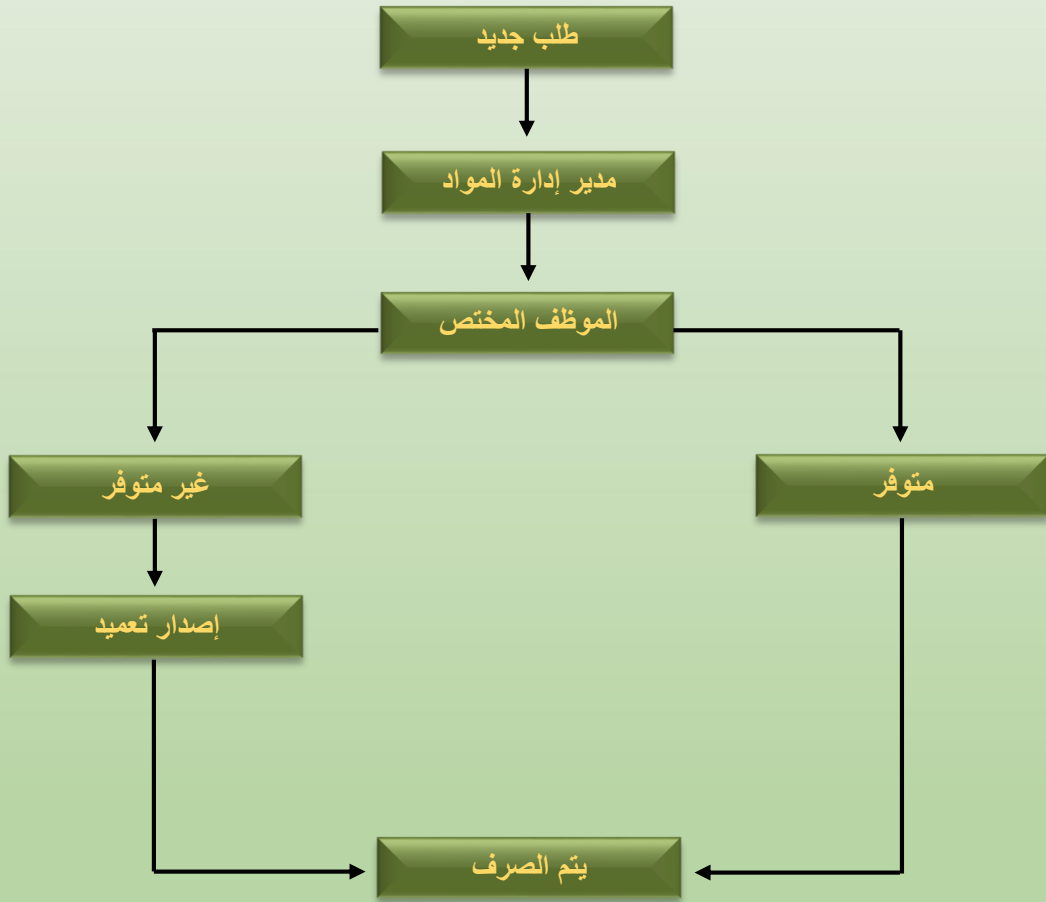 طلب جديد
مدير إدارة المواد
الموظف المختص
متوفر
غير متوفر
إصدار تعميد
يتم الصرف